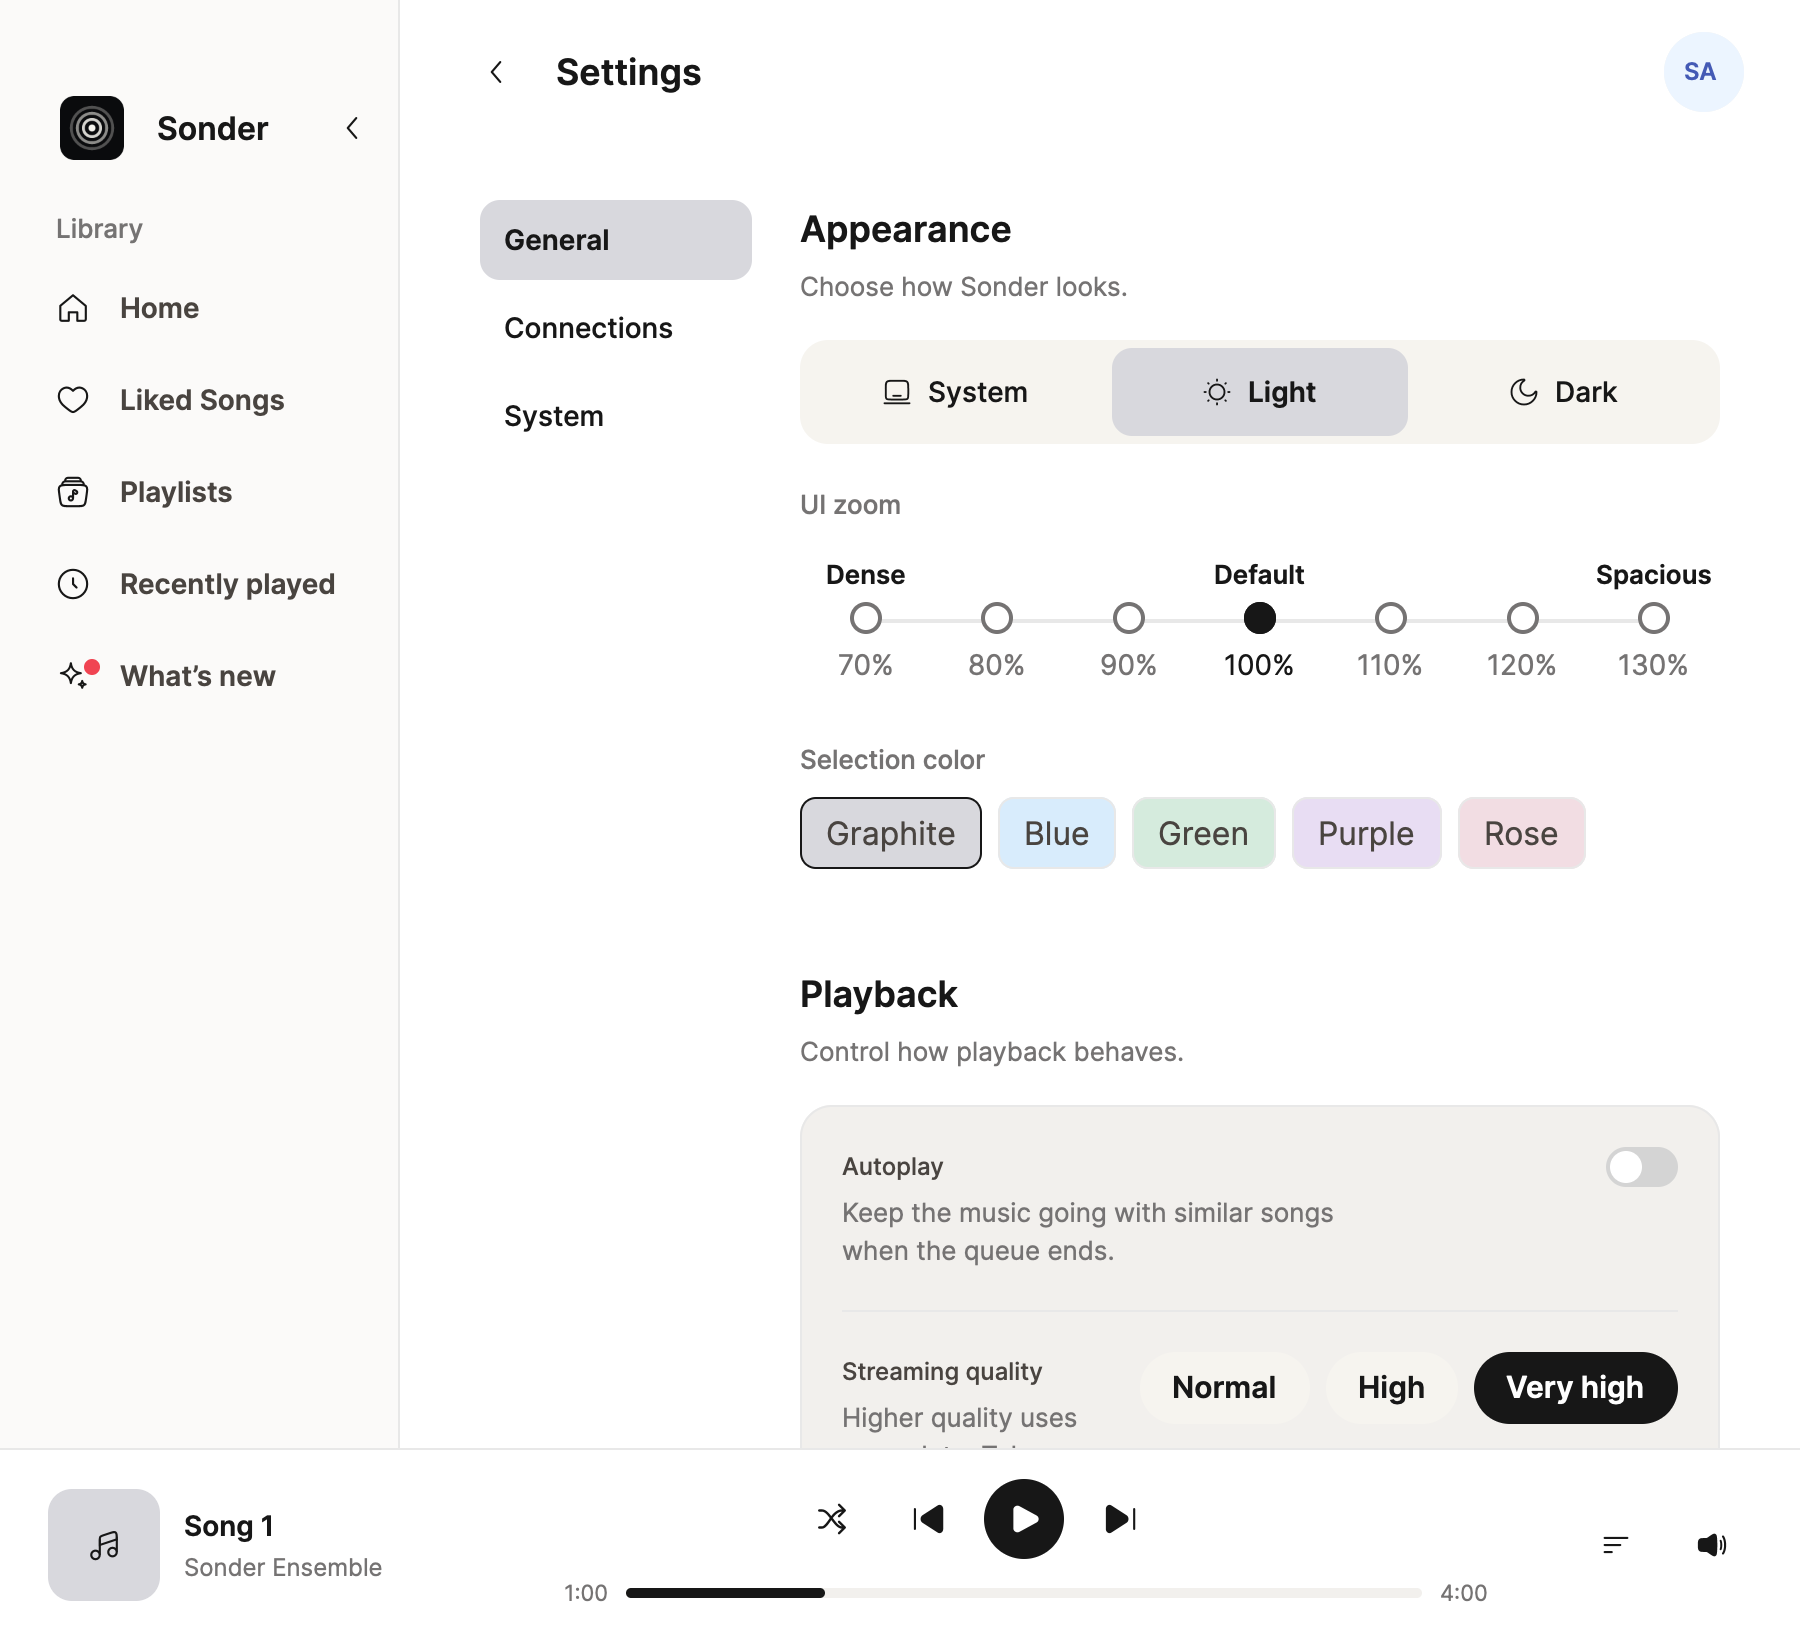 Sonder
Library
Home
Liked Songs
Playlists
Recently played
What’s new
Settings
SA
General
Connections
System
Appearance
Choose how Sonder looks.
System
Light
Dark
UI zoom
Dense
Default
Spacious
70%
80%
90%
100%
110%
120%
130%
Selection color
Graphite
Blue
Green
Purple
Rose
Playback
Control how playback behaves.
Autoplay
Keep the music going with similar songs
when the queue ends.
Streaming quality
Higher quality uses
Normal
High
Very high
Song 1
Sonder Ensemble
1:00
4:00